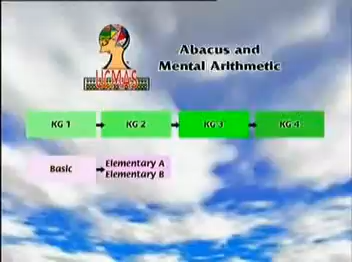 UCMAS
Abacus and
Mental Arithmetic
KG 1
KG 2
KG 3
KG 4
Basic
Elementary A
Elementary B